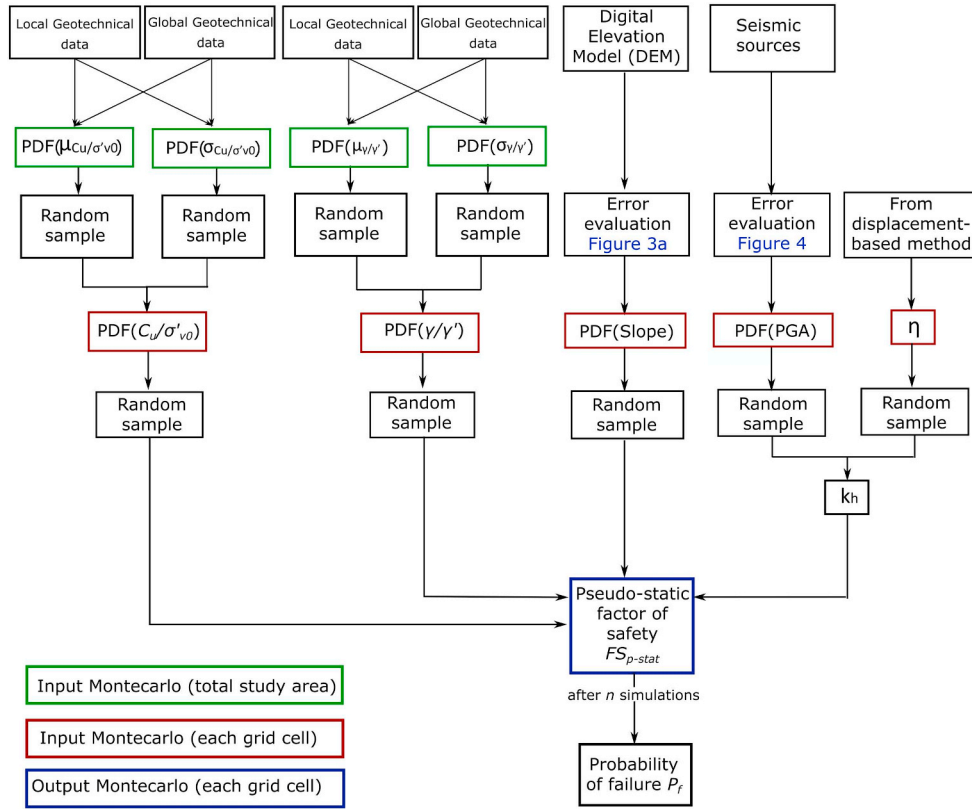 Local Geotechnical
data
Global Geotechnical
data
Local Geotechnical
data
Global Geotechnical
data
Digital
Elevation
Model (DEM)
Seismic
sources
PDF(μCu/σ'v0)
PDF(σCu/σ'v0)
PDF(μγ/γ')
PDF(σγ/γ')
Random
sample
Random
sample
Random
sample
Random
sample
Error
evaluation
Figure 3a
Error
evaluation
Figure 4
From
displacement-
based method
PDF(Cu/σ'v0)
PDF(γ/γ')
PDF(Slope)
PDF(PGA)
η
Random
sample
Random
sample
Random
sample
Random
sample
Random
sample
kh
Pseudo-static
factor of
safety
FSp-stat
after n simulations
Probability
of failure Pf
Input Montecarlo (total study area)
Input Montecarlo (each grid cell)
Output Montecarlo (each grid cell)